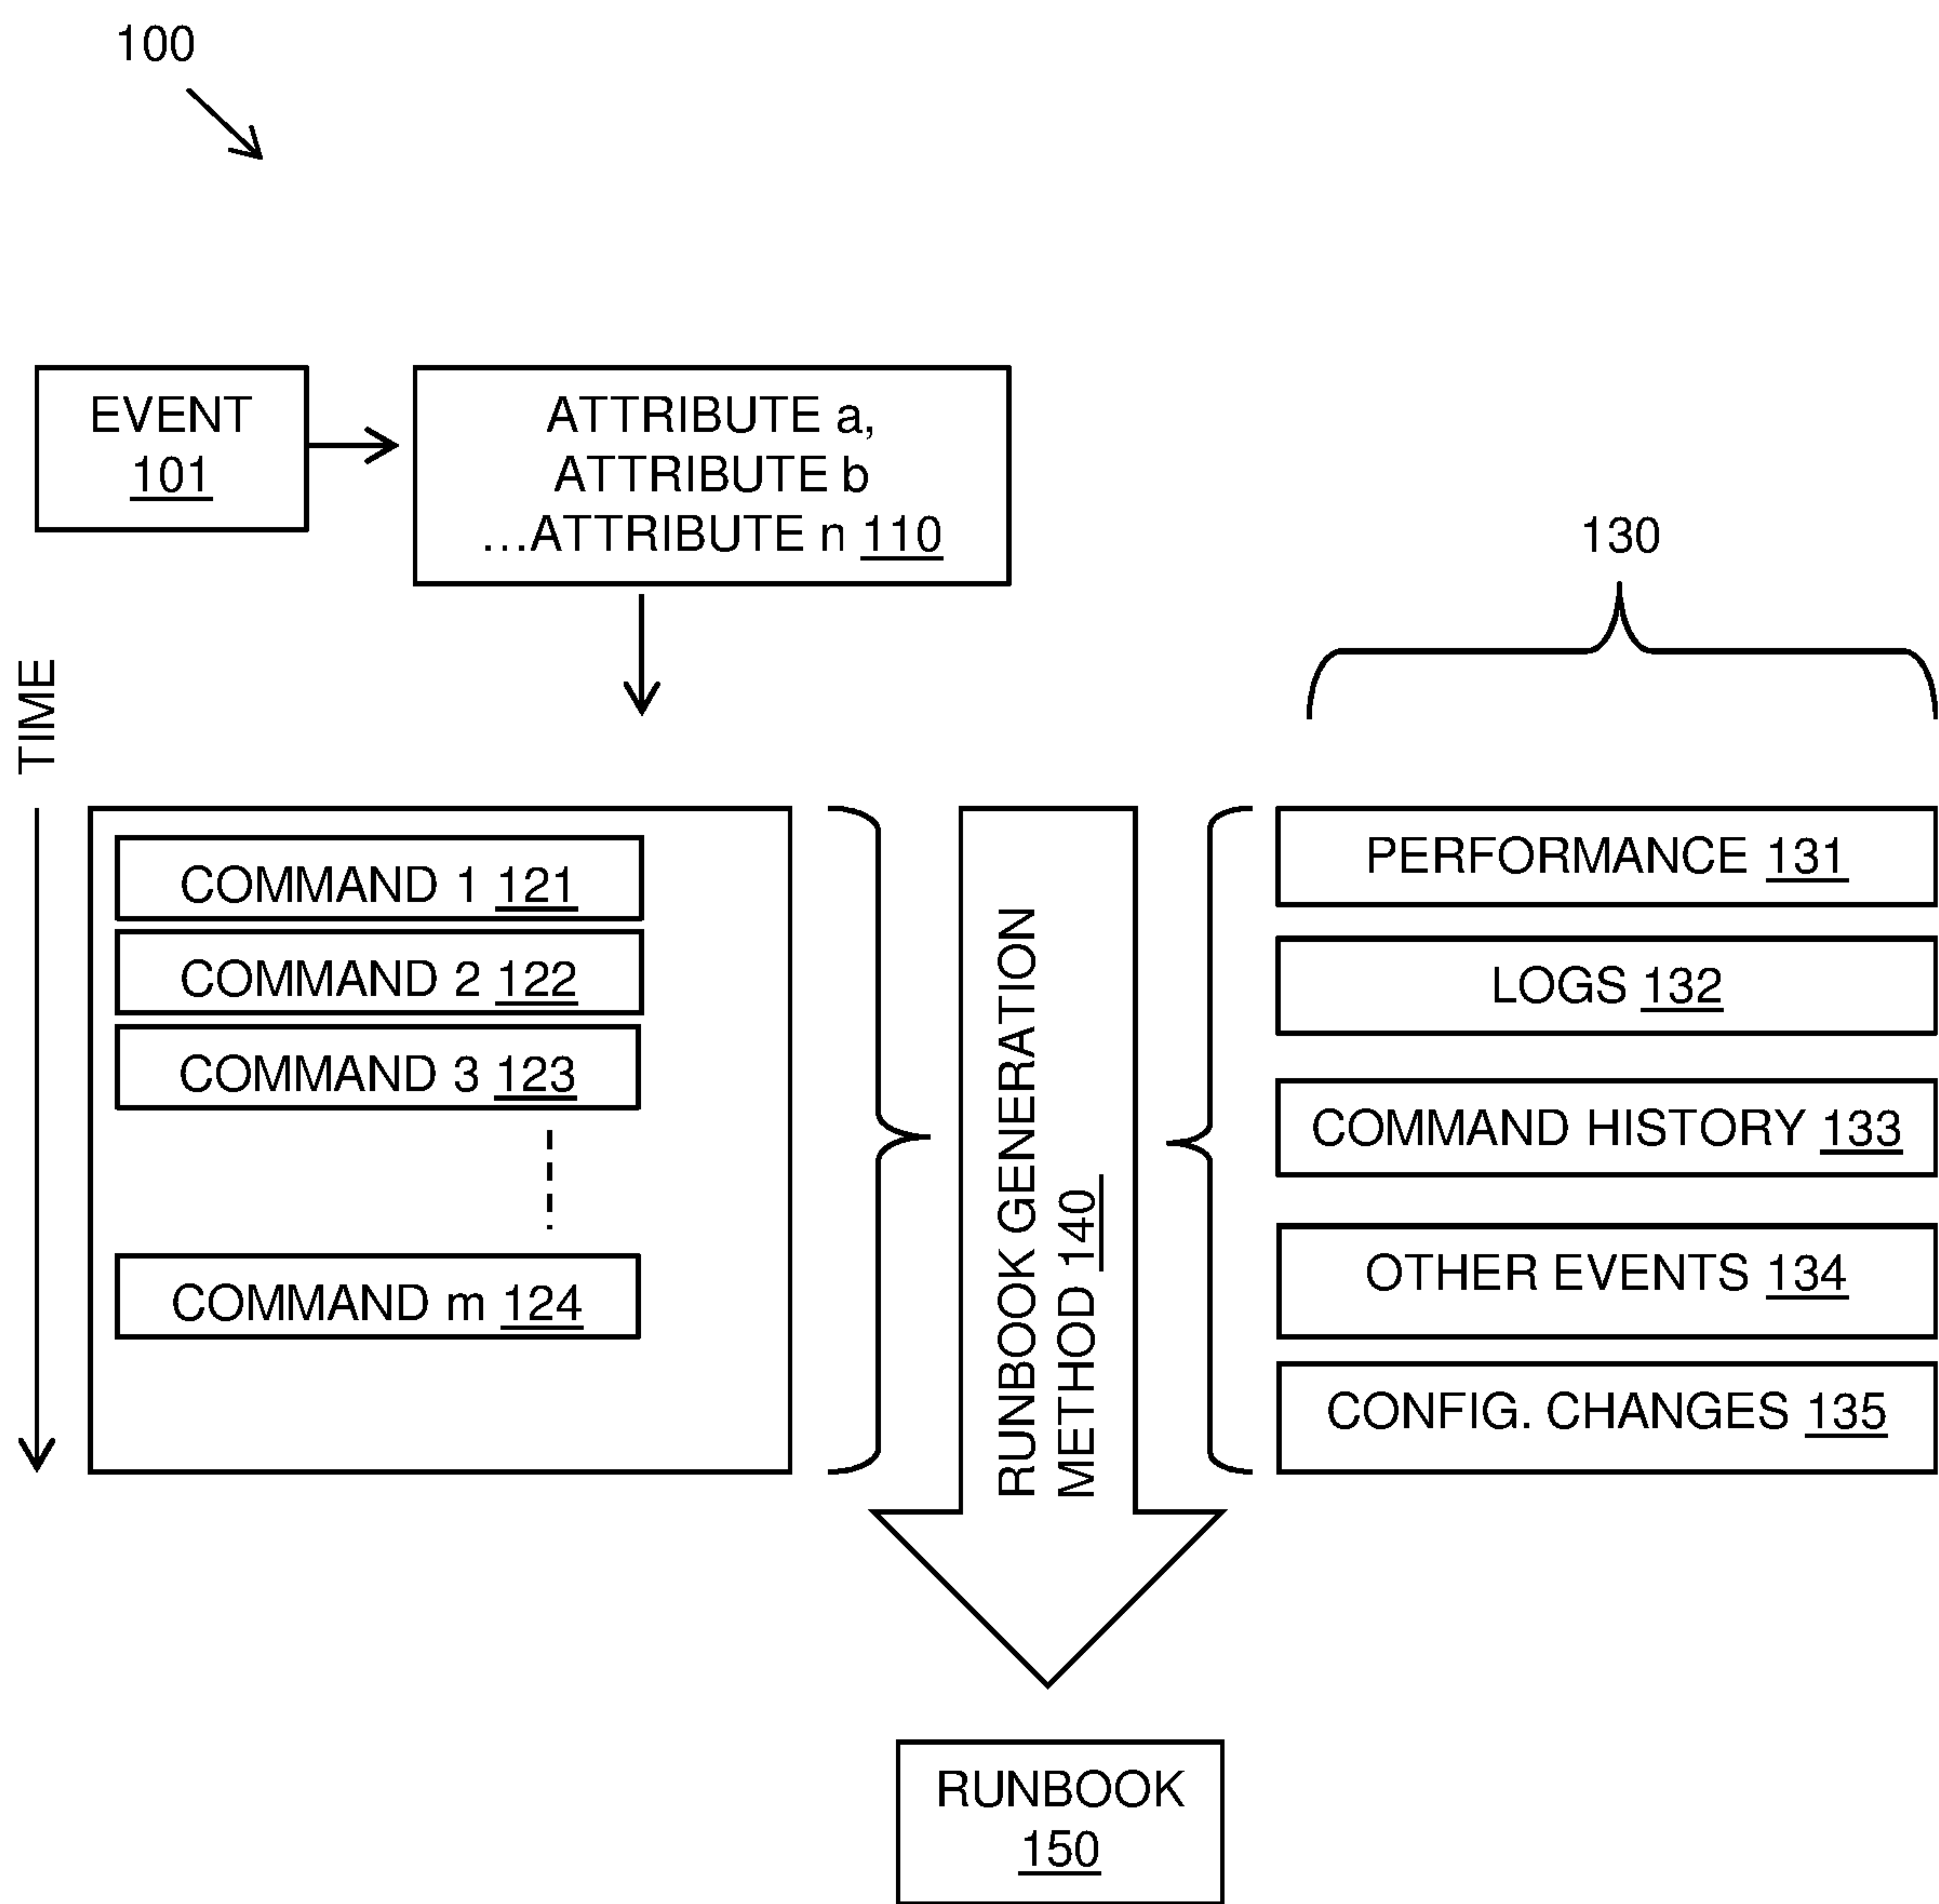 100
EVENT
101
ATTRIBUTE a,
ATTRIBUTE b
...ATTRIBUTE n 110
130
TIME
COMMAND 1 121
COMMAND 2 122
COMMAND 3 123
COMMAND m 124
RUNBOOK GENERATION
METHOD 140
PERFORMANCE 131
LOGS 132
COMMAND HISTORY 133
OTHER EVENTS 134
CONFIG. CHANGES 135
RUNBOOK
150